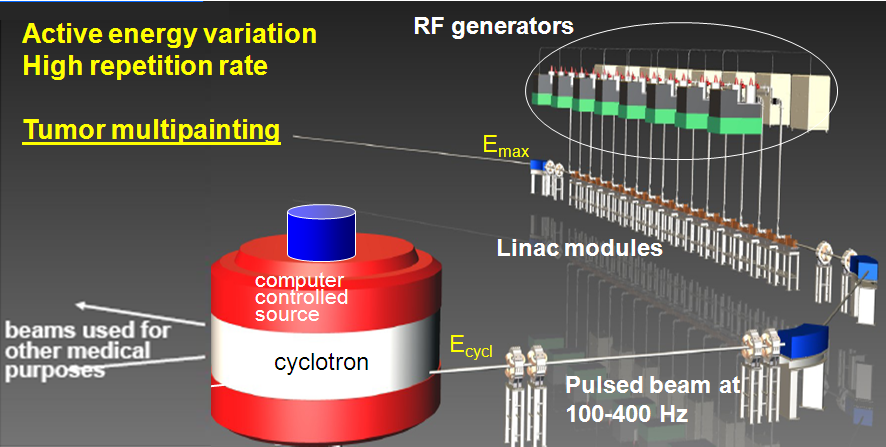 Active energy variation
High repetition rate
Tumor multipainting
RF generators
Emax
Linac modules
computer
controlled
source
cyclotron
beams used for
other medical
purposes
Ecycl
Pulsed beam at
100-400 Hz